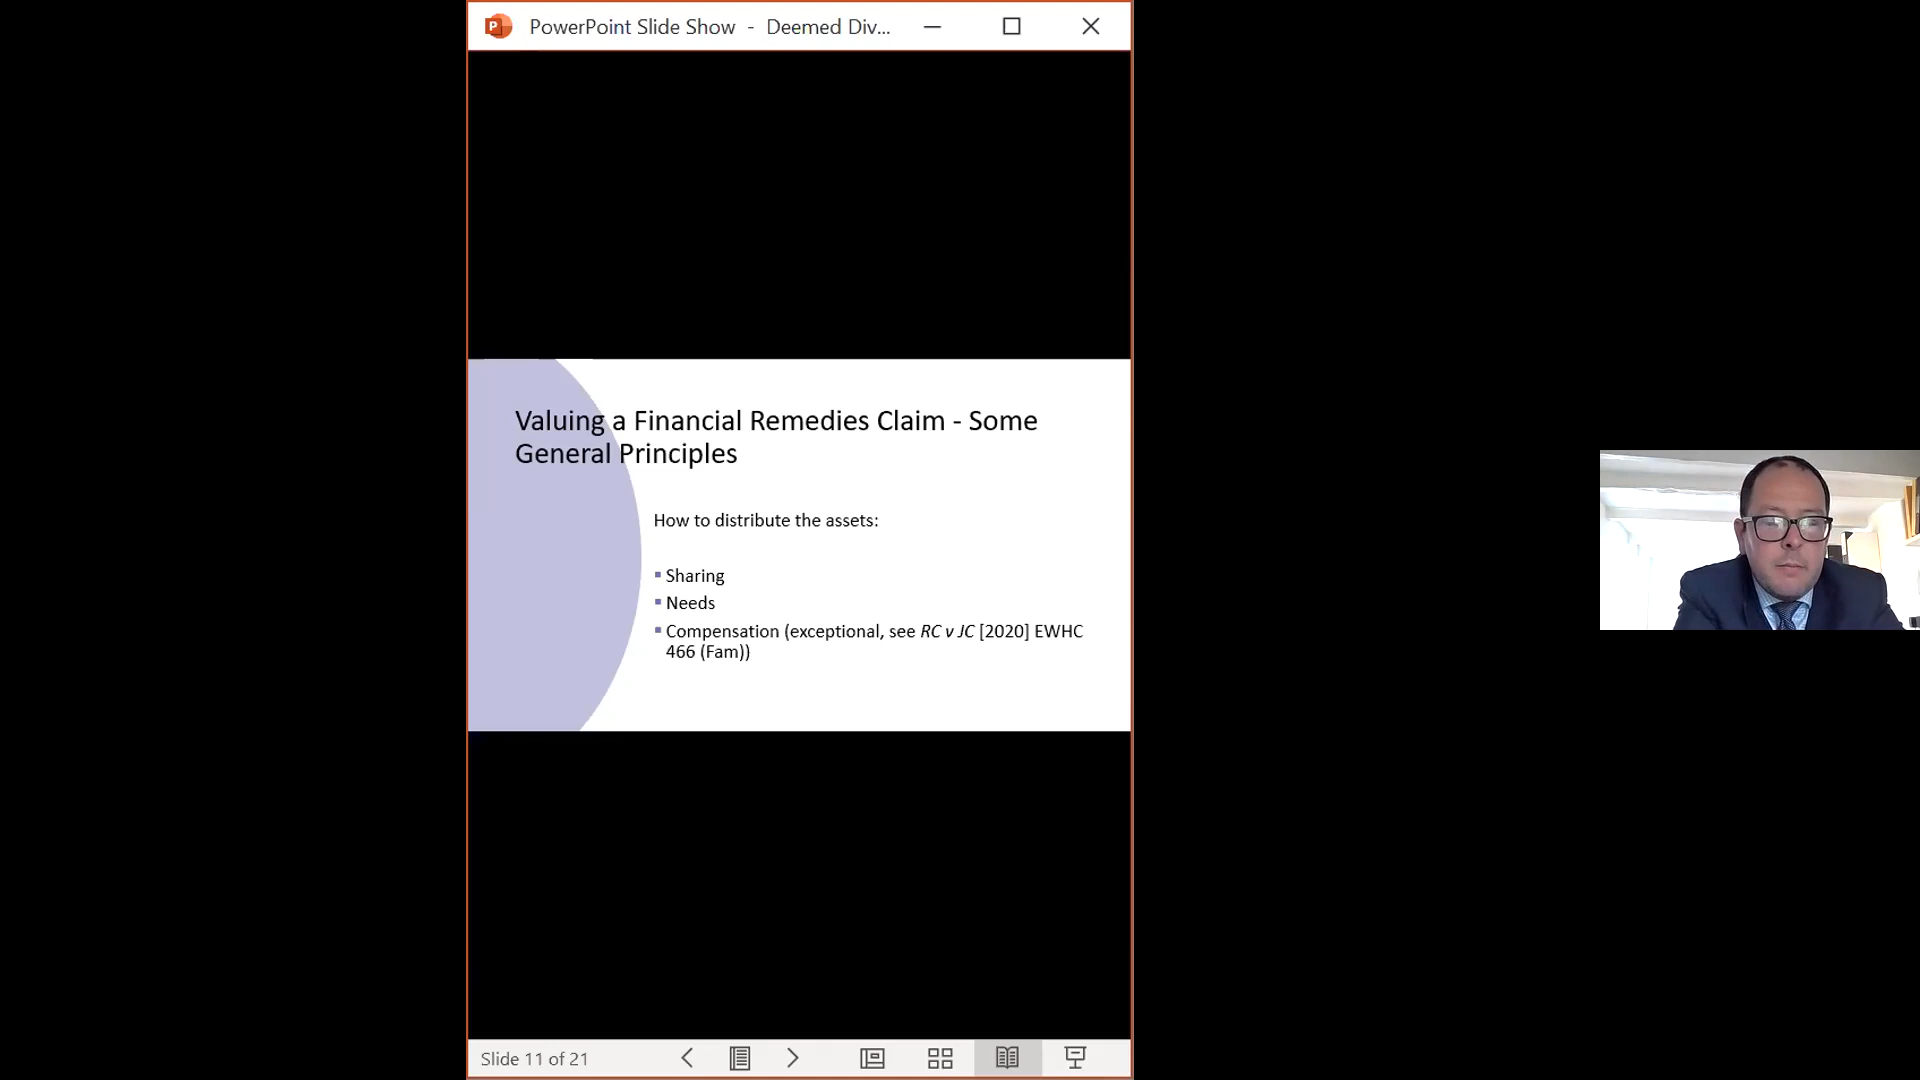 PowerPoint Slide Show - Deemed Div...
Valuing a Financial Remedies Claim - Some
General Principles
How to distribute the assets:
▪ Sharing
▪ Needs
▪ Compensation (exceptional, see RC v JC [2020] EWHC
466 (Fam))
Slide 11 of 21